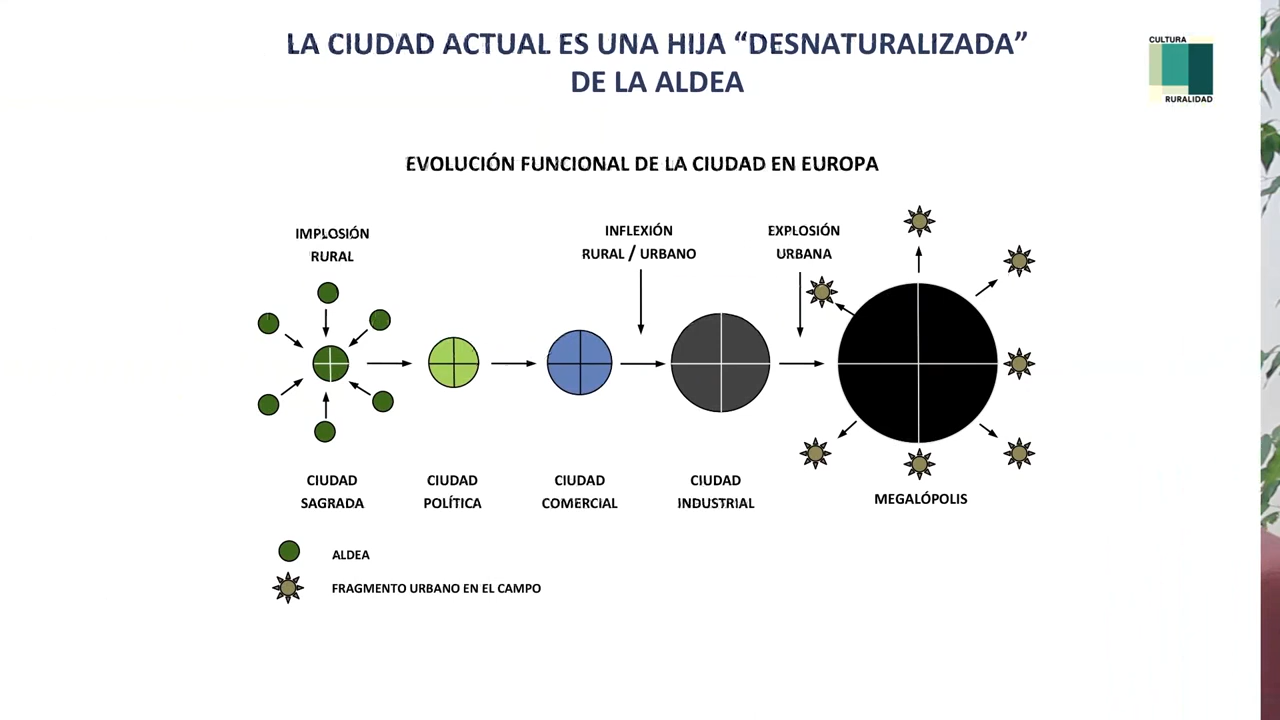 LA CIUDAD ACTUAL ES UNA HIJA “DESNATURALIZADA”
DE LA ALDEA
CULTURA
RURALIDAD
EVOLUCIÓN FUNCIONAL DE LA CIUDAD EN EUROPA
IMPLOSIÓN
RURAL
INFLEXIÓN
RURAL / URBANO
EXPLOSIÓN
URBANA
CIUDAD
SAGRADA
CIUDAD
POLÍTICA
CIUDAD
COMERCIAL
CIUDAD
INDUSTRIAL
MEGALÓPOLIS
ALDEA
FRAGMENTO URBANO EN EL CAMPO